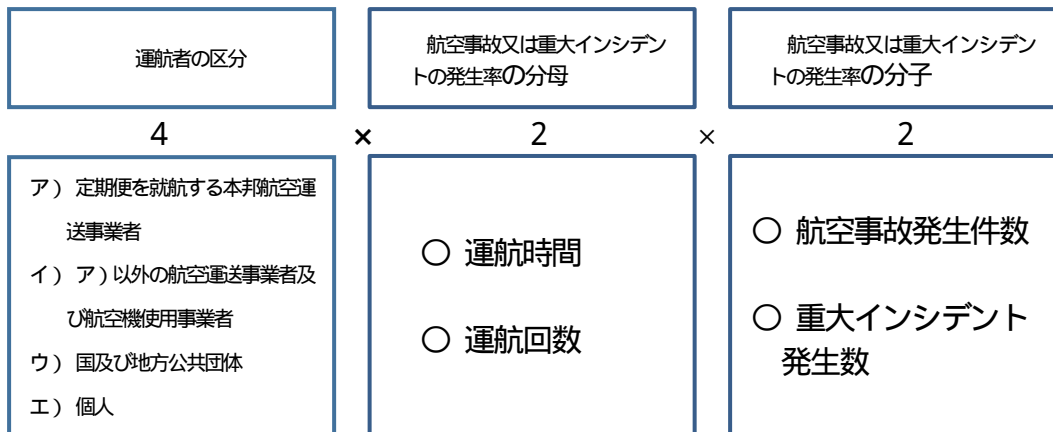 運航者の区分
航空事故又は重大インシデン
トの発生率の分母
航空事故又は重大インシデン
トの発生率の分子
4 × 2 × 2
ア) 定期便を就航する本邦航空運
送事業者
イ) ア)以外の航空運送事業者及
び航空機使用事業者
ウ) 国及び地方公共団体
エ) 個人
○ 運航時間
○ 運航回数
○ 航空事故発生件数
○ 重大インシデント
発生数